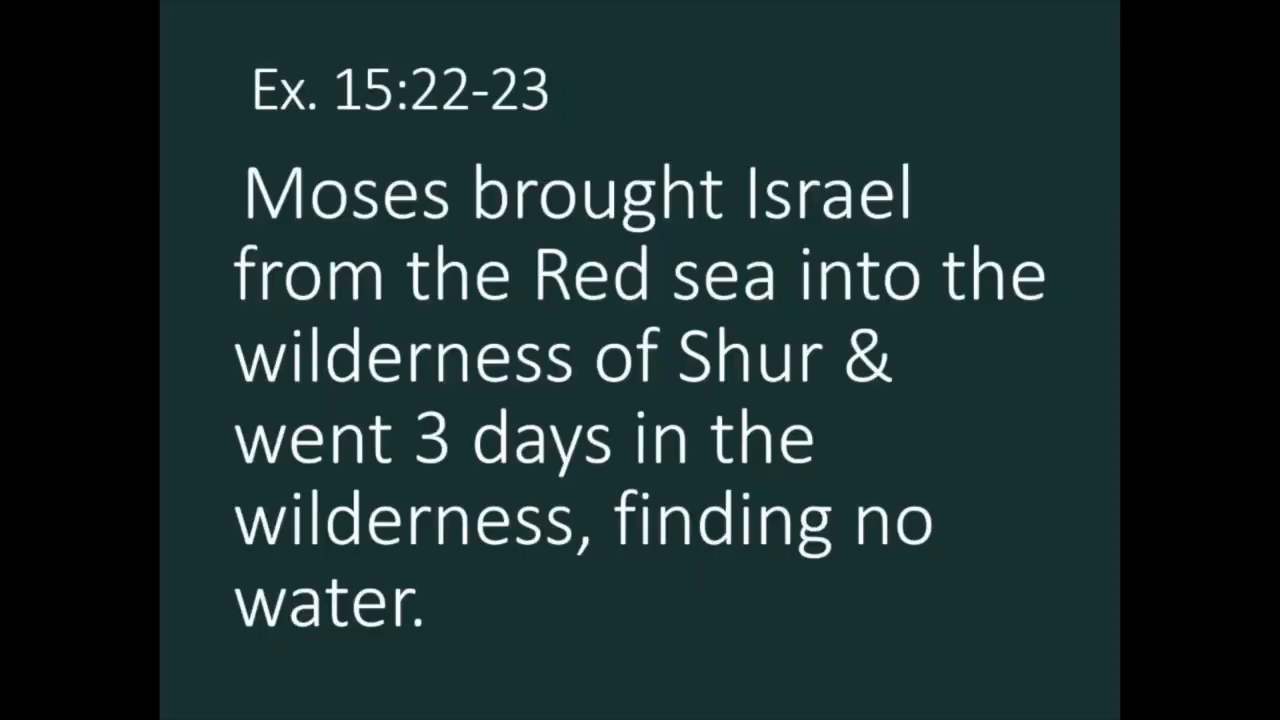 Ex. 15:22-23
Moses brought Israel
from the Red sea into the
wilderness of Shur &
went 3 days in the
wilderness, finding no
water.